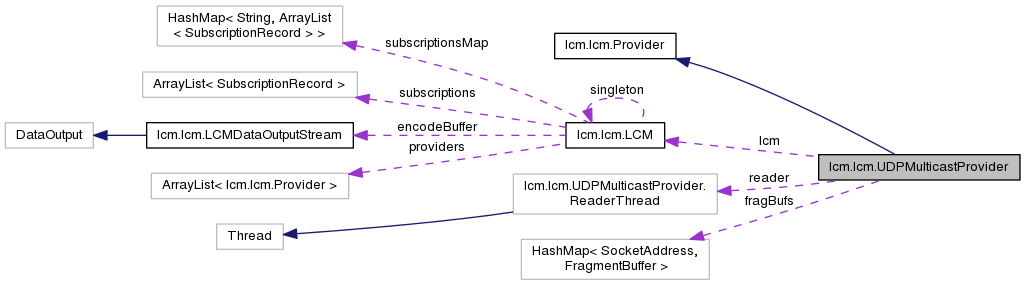 HashMap< String, ArrayList
< SubscriptionRecord > >
subscriptionsMap
lcm.lcm.Provider
ArrayList< SubscriptionRecord >
subscriptions
singleton
DataOutput
lcm.lcm.LCMDataOutputStream
encodeBuffer
lcm.lcm.LCM
lcm
providers
lcm.lcm.UDPMulticastProvider
ArrayList< lcm.lcm.Provider >
lcm.lcm.UDPMulticastProvider.
ReaderThread
reader
fragBufs
Thread
HashMap< SocketAddress,
FragmentBuffer >